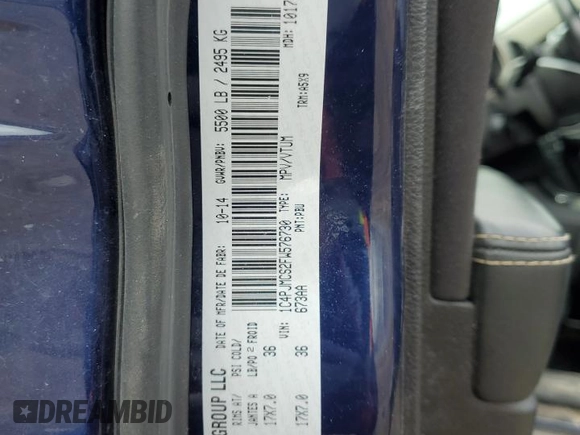 GROUP LLC
DATE OF MFR/DATE DE FABR: 10-14
GVWR/PNBV: 5500 LB / 2495 KG
RIMS AT/ PSI COLD/
JANTES A LB/PO 2 FROID
17X7.0 36
17X7.0 36
MDH: 1017
VIN: 1C4PJMCS2FW576730 TYPE: MPV/VTUM
673AA PNT:PBU TRM:A5X9
DREAMBID